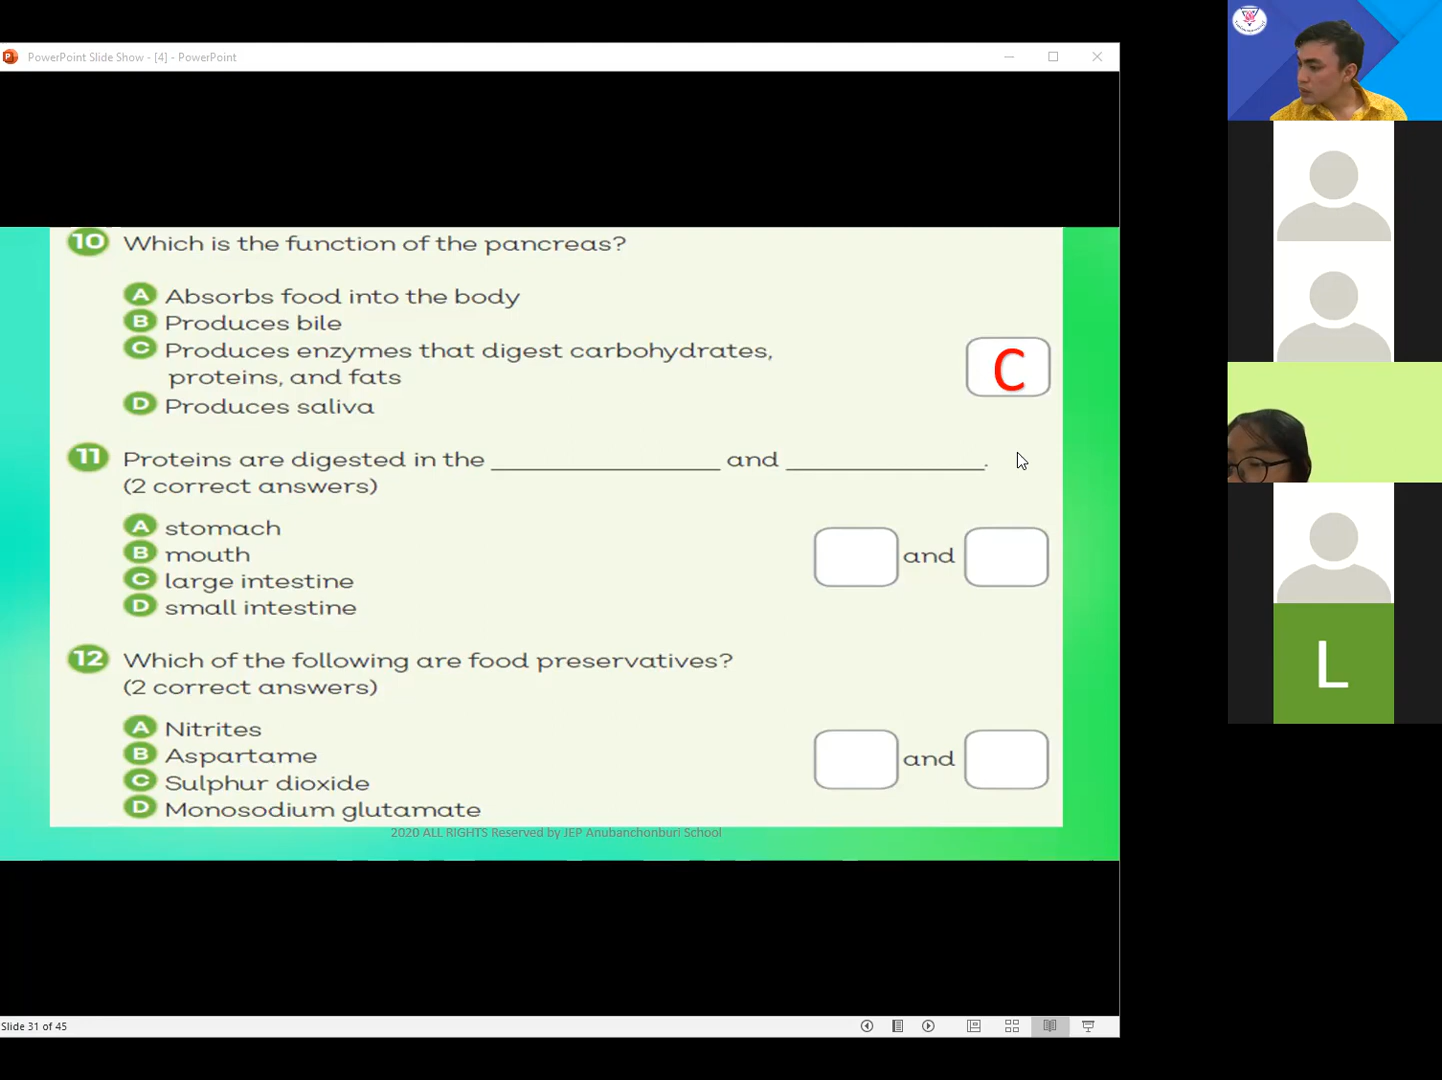 PowerPoint Slide Show - [4] - PowerPoint
10 Which is the function of the pancreas?
A Absorbs food into the body
B Produces bile
C Produces enzymes that digest carbohydrates,
proteins, and fats
C
D Produces saliva
11 Proteins are digested in the ____________ and ____________.
(2 correct answers)
A stomach
B mouth
C large intestine
D small intestine
and
12 Which of the following are food preservatives?
(2 correct answers)
A Nitrites
B Aspartame
C Sulphur dioxide
D Monosodium glutamate
and
2020 ALL RIGHTS Reserved by JEP Anubanchonburi School
Slide 31 of 45
L